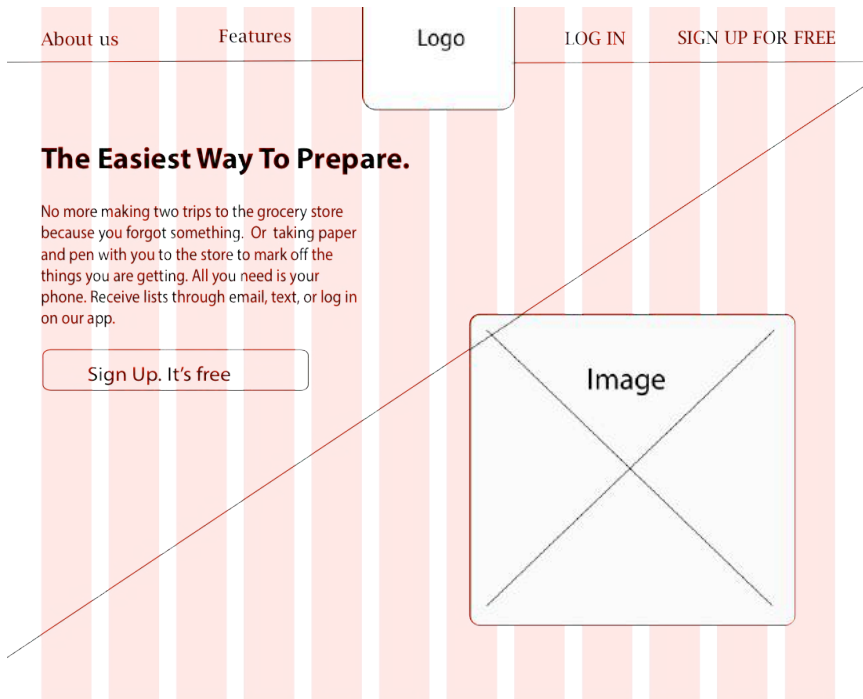 About us
Features
Logo
LOG IN
SIGN UP FOR FREE
The Easiest Way To Prepare.
No more making two trips to the grocery store
because you forgot something. Or taking paper
and pen with you to the store to mark off the
things you are getting. All you need is your
phone. Receive lists through email, text, or log in
on our app.
Sign Up. It’s free
Image